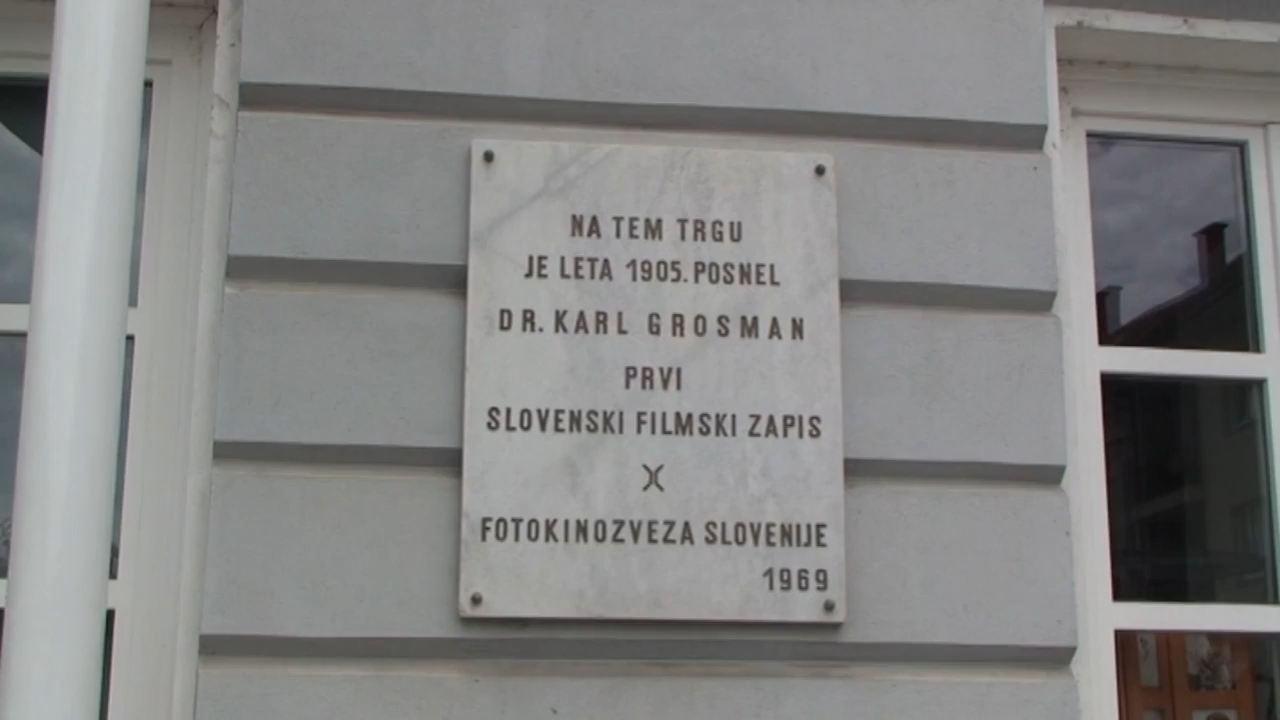 NA TEM TRGU
JE LETA 1905. POSNEL
DR. KARL GROSMAN
PRVI
SLOVENSKI FILMSKI ZAPIS
FOTOKINOZVEZA SLOVENIJE
1969